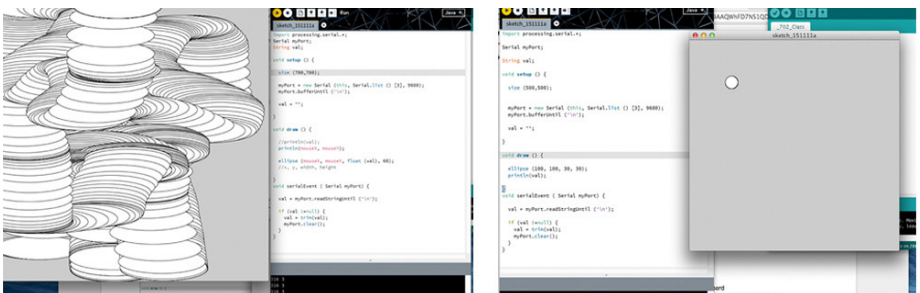 Run
Java
sketch_151111a
import processing.serial.*;
Serial myPort;
String val;
void setup () {
size (700,700);
myPort = new Serial (this, Serial.list () [3], 9600);
myPort.bufferUntil ('\n');
val = "";
}
void draw () {
//println(val);
println(mouseX, mouseY);
ellipse (mouseX, mouseY, float (val), 60);
//x, y, width, height
}
void serialEvent ( Serial myPort) {
val = myPort.readStringUntil ('\n');
if (val !=null) {
val = trim(val);
myPort.clear();
}
}
Java
sketch_151111a
import processing.serial.*;
Serial myPort;
String val;
void setup () {
size (500,500);
myPort = new Serial (this, Serial.list () [3], 9600);
myPort.bufferUntil ('\n');
val = "";
}
void draw () {
ellipse (100, 100, 30, 30);
println(val);
}
void serialEvent ( Serial myPort) {
val = myPort.readStringUntil ('\n');
if (val !=null) {
val = trim(val);
myPort.clear();
}
}
_702_Class
sketch_151111a